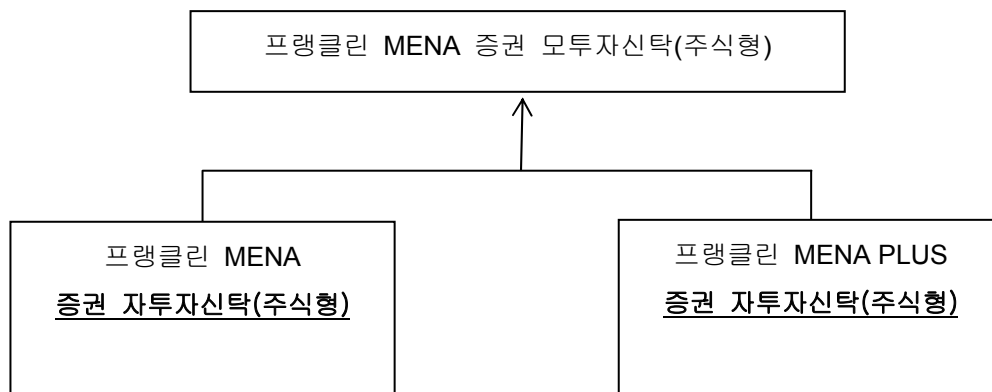 프랭클린 MENA 증권 모투자신탁(주식형)
프랭클린 MENA
증권 자투자신탁(주식형)
프랭클린 MENA PLUS
증권 자투자신탁(주식형)